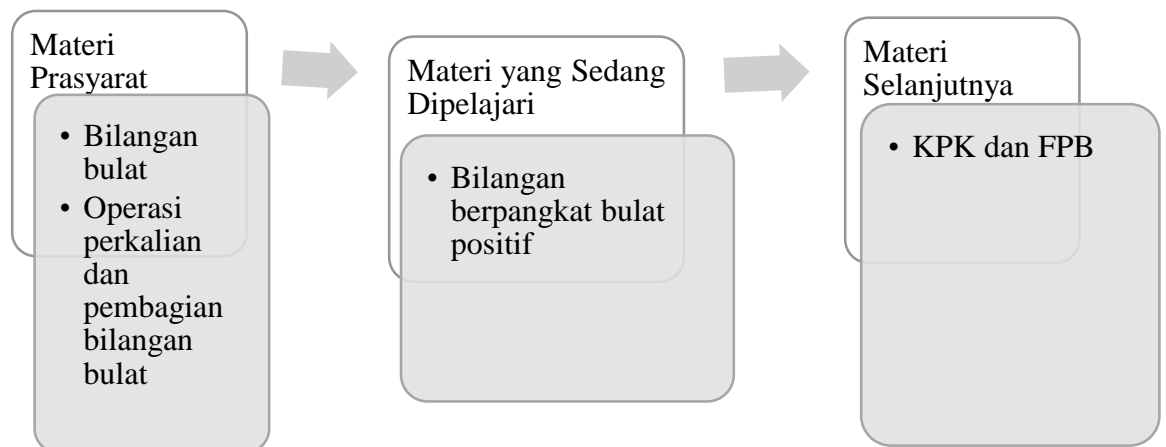 Materi
Prasyarat
• Bilangan
bulat
• Operasi
perkalian
dan
pembagian
bilangan
bulat
Materi yang Sedang
Dipelajari
• Bilangan
berpangkat bulat
positif
Materi
Selanjutnya
• KPK dan FPB